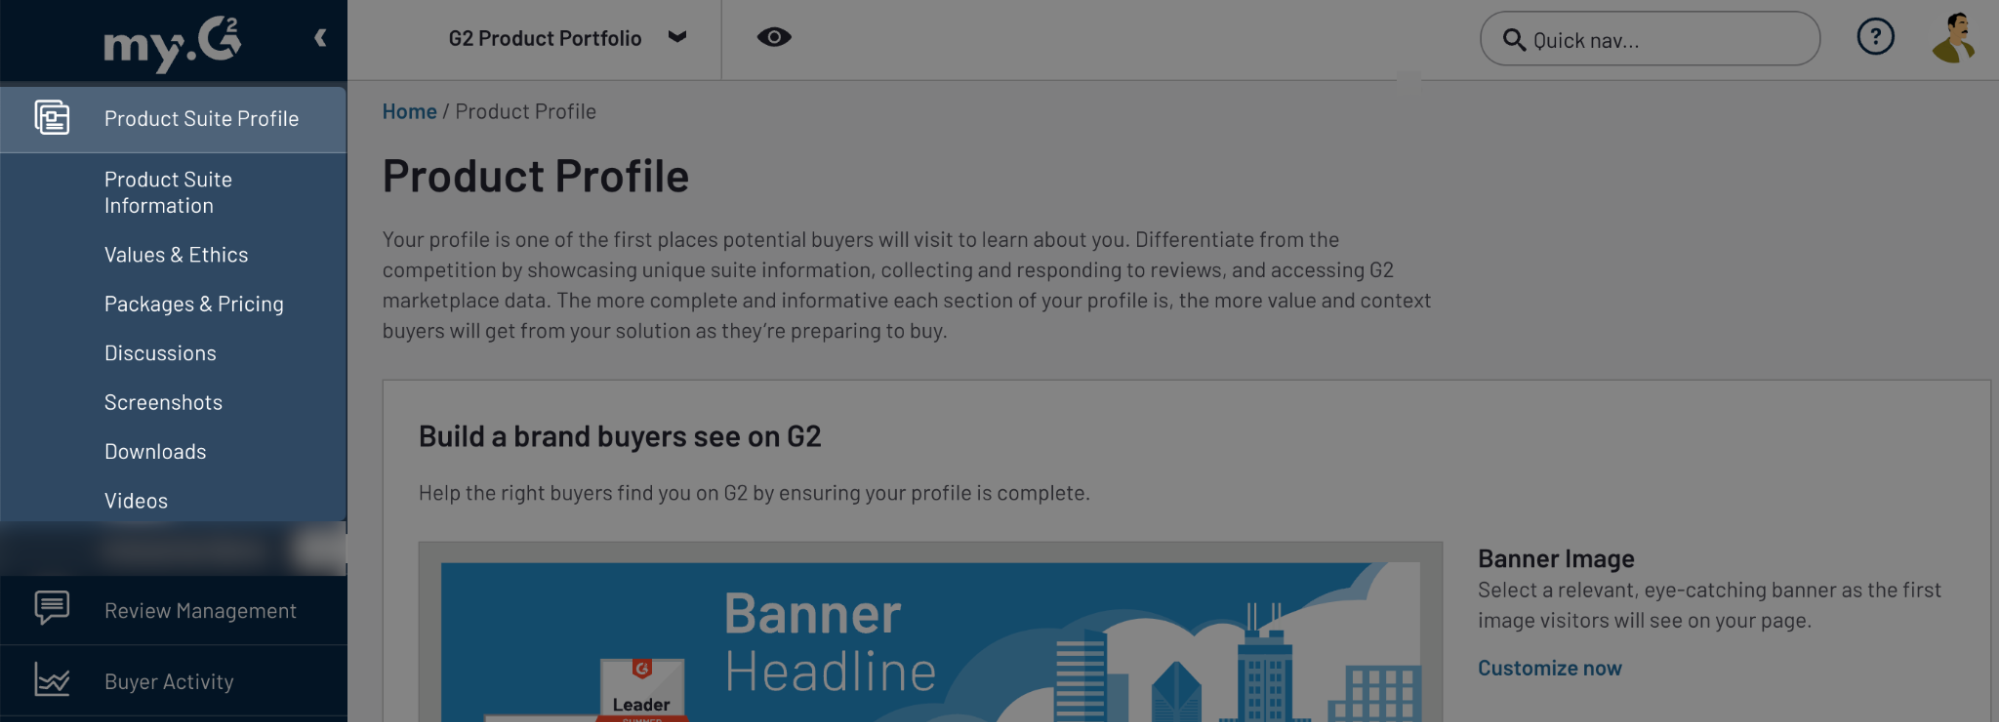 my.G2
G2 Product Portfolio
Quick nav...
?
Product Suite Profile
Product Suite
Information
Values & Ethics
Packages & Pricing
Discussions
Screenshots
Downloads
Videos
Review Management
Buyer Activity
Home / Product Profile
Product Profile
Your profile is one of the first places potential buyers will visit to learn about you. Differentiate from the
competition by showcasing unique suite information, collecting and responding to reviews, and accessing G2
marketplace data. The more complete and informative each section of your profile is, the more value and context
buyers will get from your solution as they're preparing to buy.
Build a brand buyers see on G2
Help the right buyers find you on G2 by ensuring your profile is complete.
Banner
Headline
G2
Leader
Banner Image
Select a relevant, eye-catching banner as the first
image visitors will see on your page.
Customize now